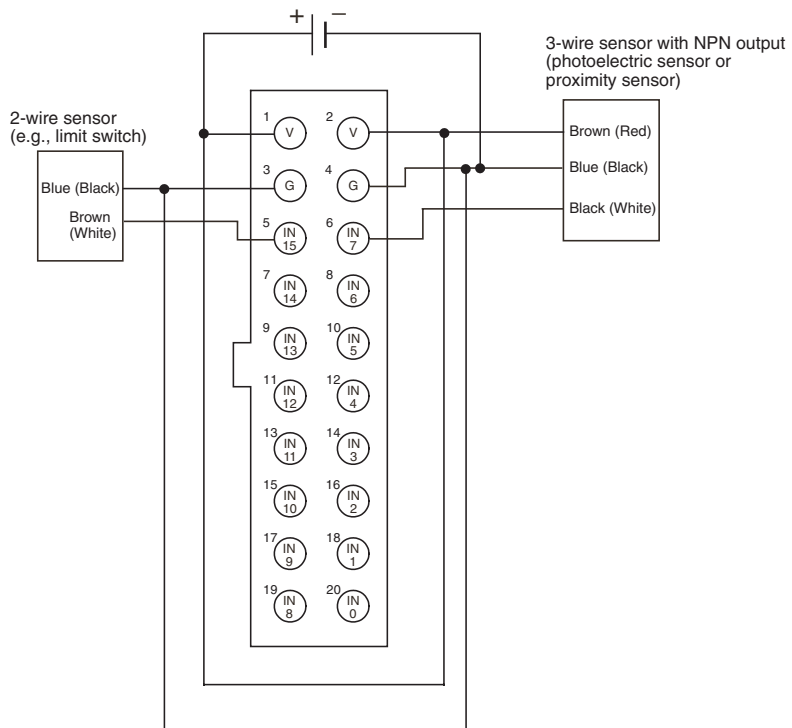 + −
3-wire sensor with NPN output
(photoelectric sensor or
proximity sensor)
2-wire sensor
(e.g., limit switch)
Blue (Black)
Brown
(White)
Brown (Red)
Blue (Black)
Black (White)
1 V 2 V
3 G 4 G
5 IN 15 6 IN 7
7 IN 14 8 IN 6
9 IN 13 10 IN 5
11 IN 12 12 IN 4
13 IN 11 14 IN 3
15 IN 10 16 IN 2
17 IN 9 18 IN 1
19 IN 8 20 IN 0